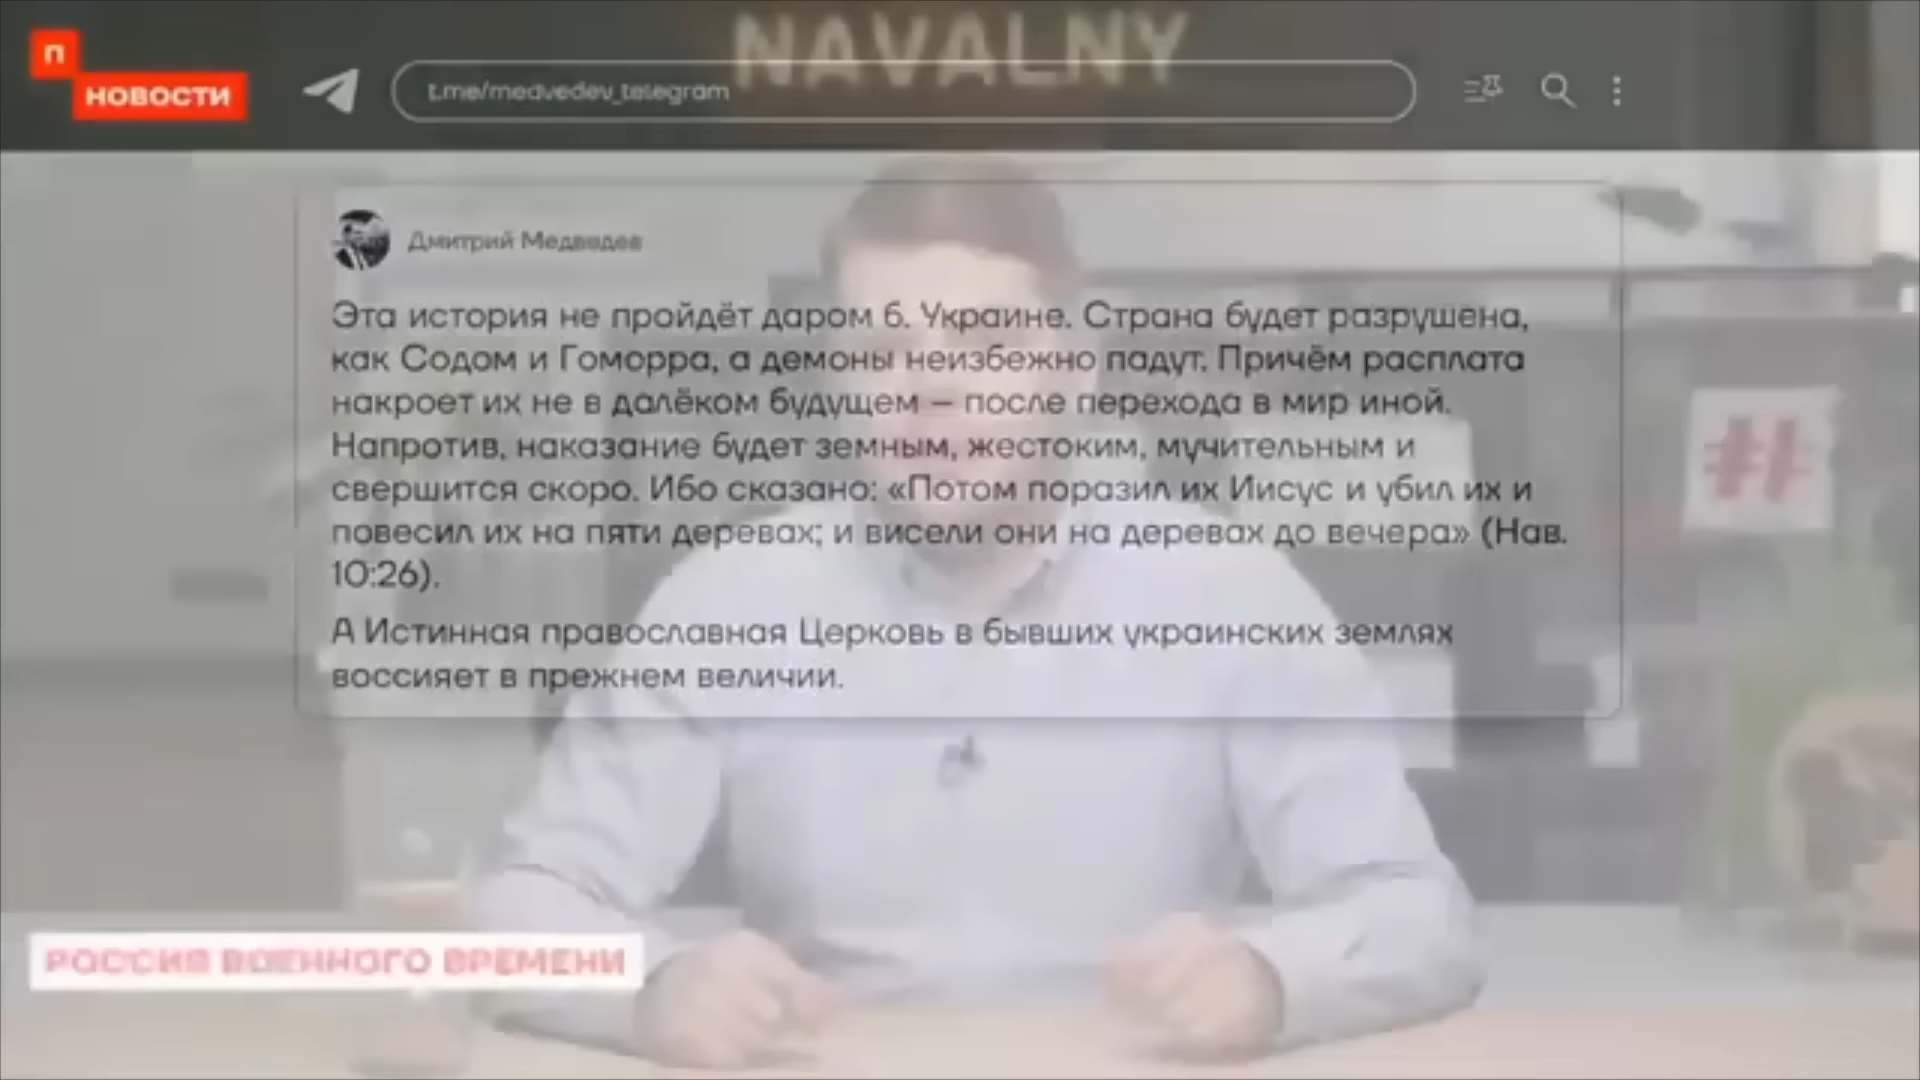 NAVALNY
п
новости
t.me/medvedev_telegram
Дмитрий Медведев
Эта история не пройдёт даром б. Украине. Страна будет разрушена,
как Содом и Гоморра, а демоны неизбежно падут. Причём расплата
накроет их не в далёком будущем – после перехода в мир иной.
Напротив, наказание будет земным, жестоким, мучительным и
свершится скоро. Ибо сказано: «Потом поразил их Иисус и убил их и
повесил их на пяти деревах; и висели они на деревах до вечера» (Нав.
10:26).
А Истинная православная Церковь в бывших украинских землях
воссияет в прежнем величии.
#
РОССИЯ ВОЕННОГО ВРЕМЕНИ